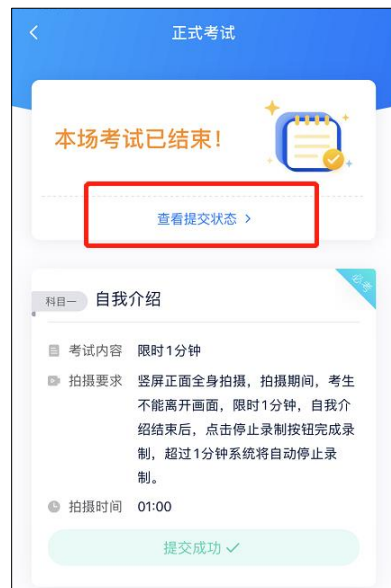 正式考试
本场考试已结束！
查看提交状态 >
必考
科目一 自我介绍
考试内容 限时1分钟
拍摄要求 竖屏正面全身拍摄，拍摄期间，考生
不能离开画面，限时1分钟，自我介
绍结束后，点击停止录制按钮完成录
制，超过1分钟系统将自动停止录
制。
拍摄时间 01:00
提交成功